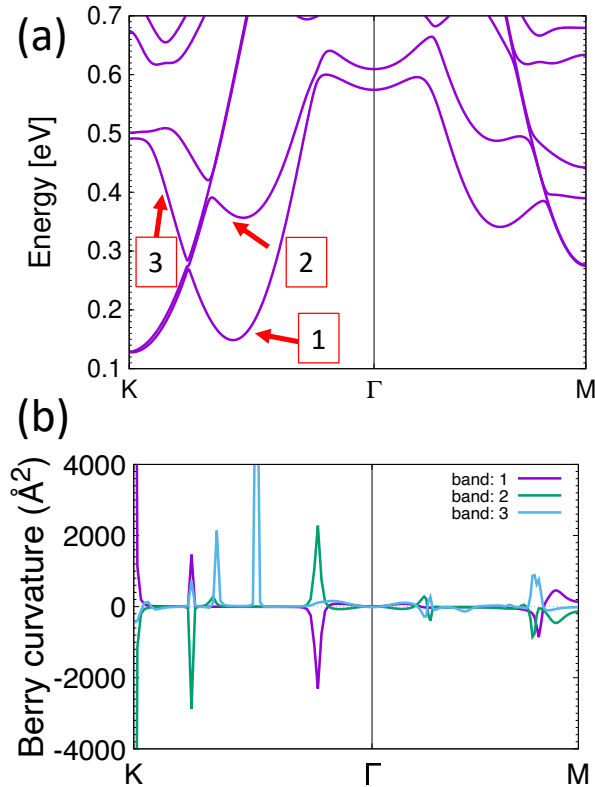 (a)
0.7
0.6
0.5
0.4
0.3
0.2
0.1
Energy [eV]
3
2
1
K
Γ
M
(b)
4000
2000
0
-2000
-4000
Berry curvature (Å²)
band: 1
band: 2
band: 3
K
Γ
M